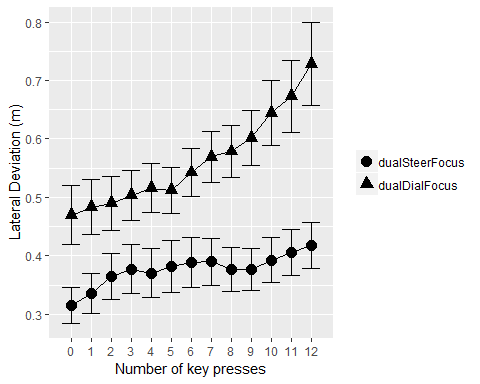 0.8
0.7
0.6
0.5
0.4
0.3
Lateral Deviation (m)
0 1 2 3 4 5 6 7 8 9 10 11 12
Number of key presses
dualSteerFocus
dualDialFocus